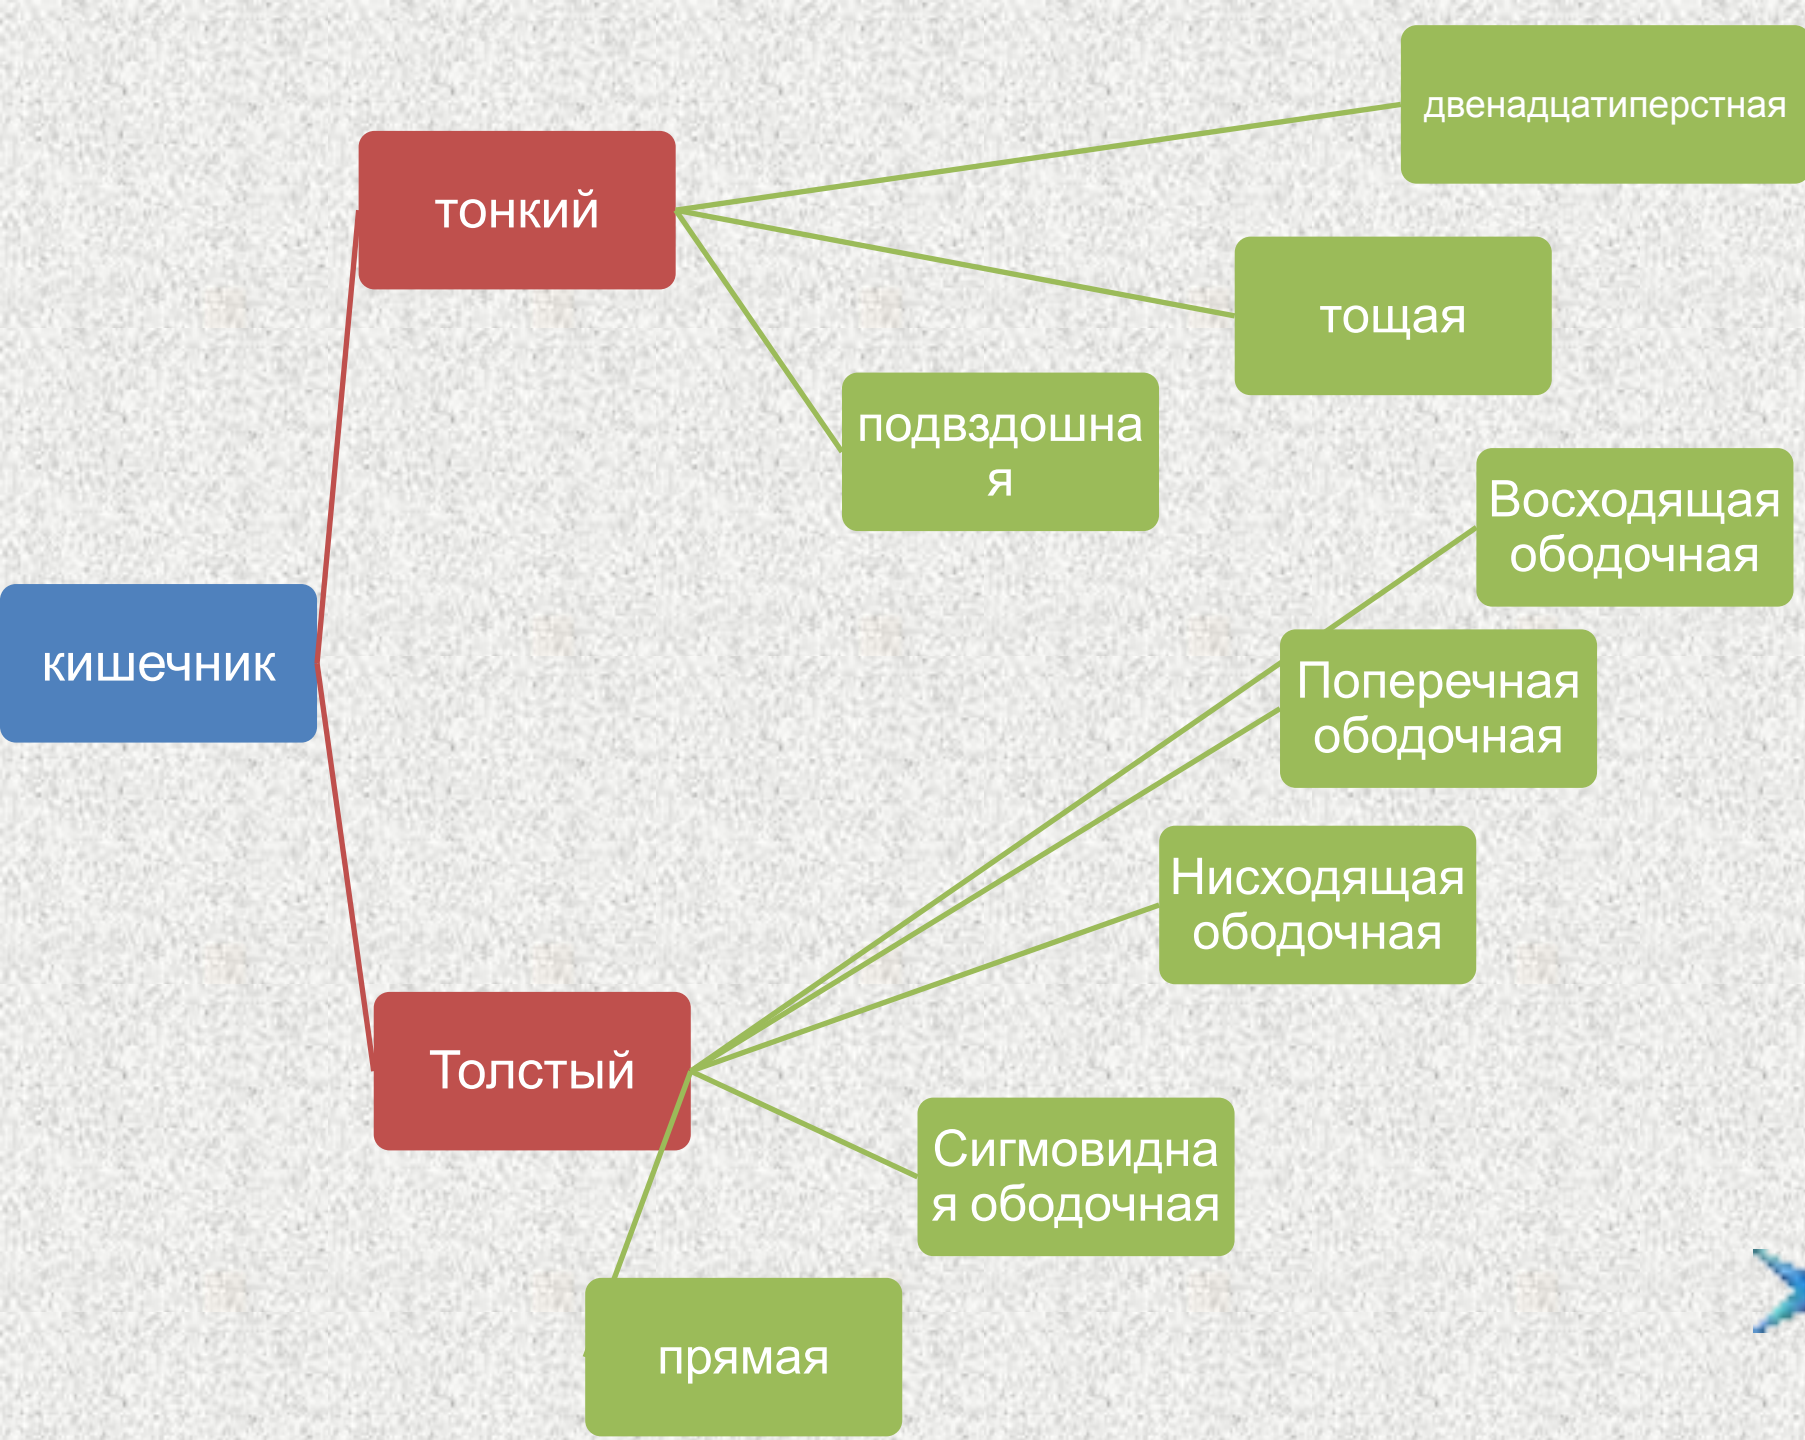 двенадцатиперстная
тонкий
тощая
подвздошна
я
Восходящая
ободочная
кишечник
Поперечная
ободочная
Нисходящая
ободочная
Толстый
Сигмовидна
я ободочная
прямая